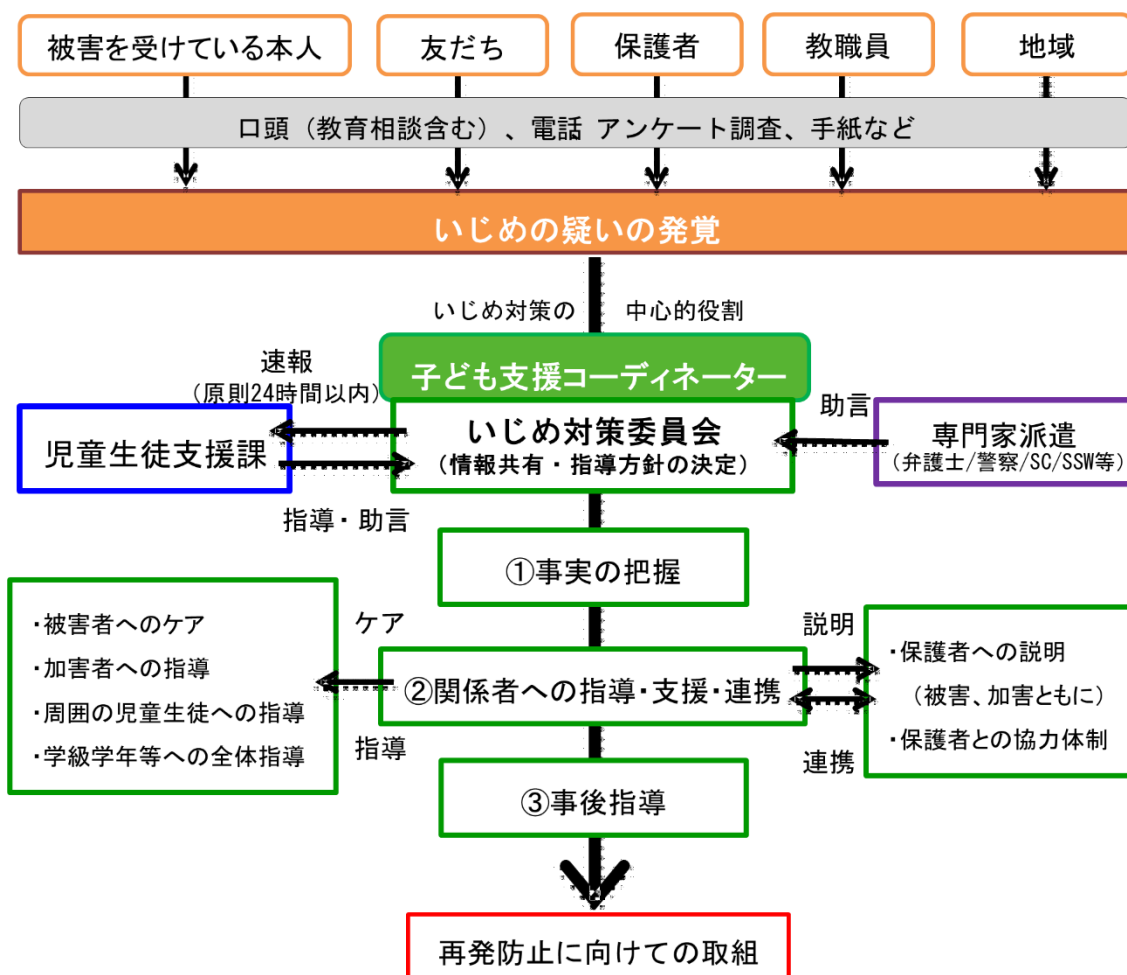 被害を受けている本人
友だち
保護者
教職員
地域
口頭（教育相談含む）、電話 アンケート調査、手紙など
いじめの疑いの発覚
いじめ対策の 中心的役割
子ども支援コーディネーター
速報
（原則24時間以内）
児童生徒支援課
指導・助言
いじめ対策委員会
（情報共有・指導方針の決定）
助言
専門家派遣
（弁護士/警察/SC/SSW等）
①事実の把握
・被害者へのケア
・加害者への指導
・周囲の児童生徒への指導
・学級学年等への全体指導
ケア
指導
②関係者への指導・支援・連携
説明
連携
・保護者への説明
（被害、加害ともに）
・保護者との協力体制
③事後指導
再発防止に向けての取組